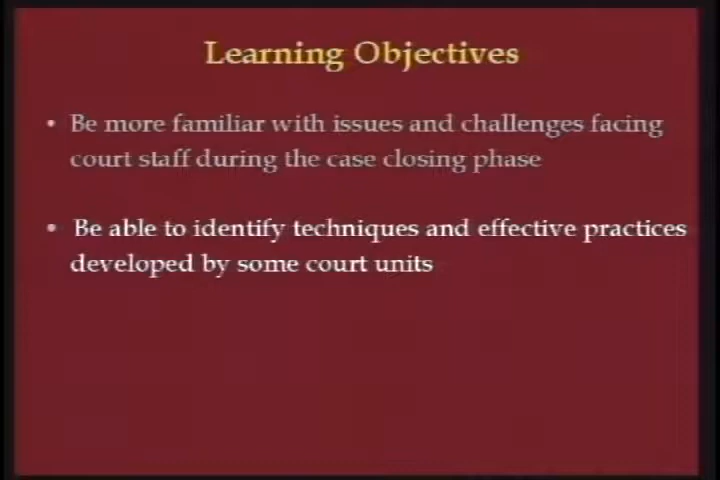 Learning Objectives
• Be more familiar with issues and challenges facing
court staff during the case closing phase
• Be able to identify techniques and effective practices
developed by some court units